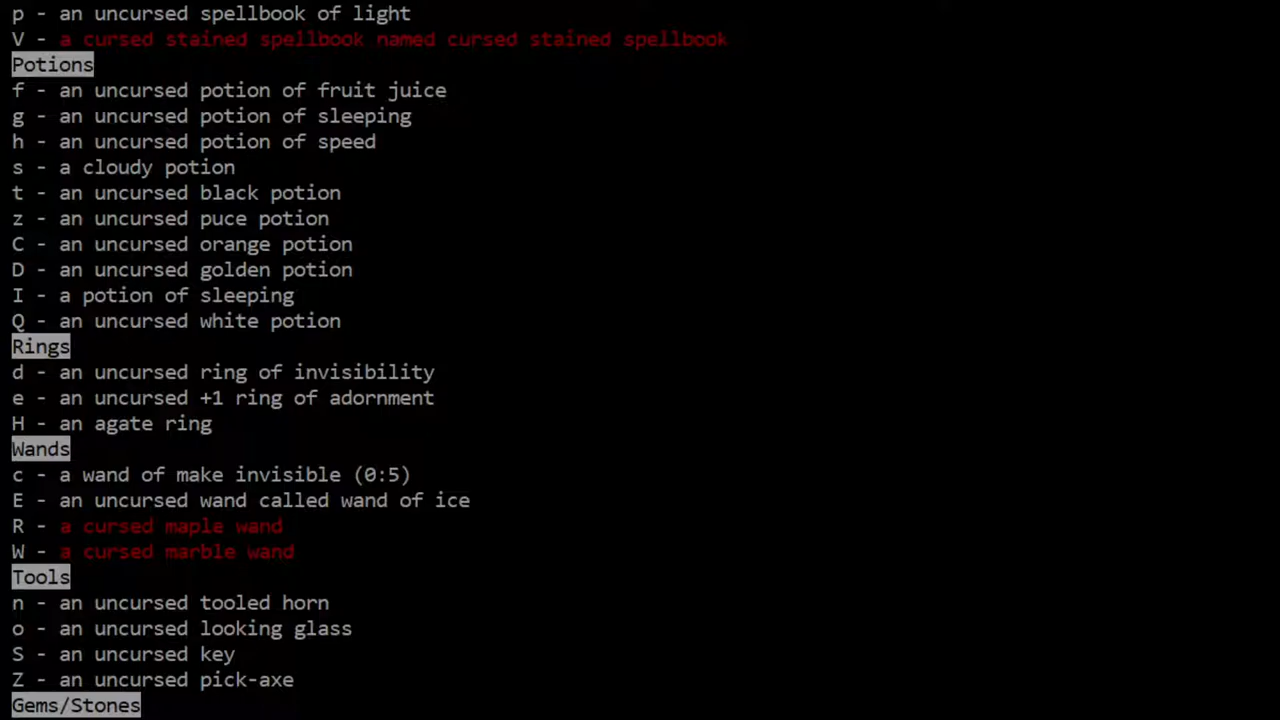 p - an uncursed spellbook of light
V - a cursed stained spellbook named cursed stained spellbook
Potions
f - an uncursed potion of fruit juice
g - an uncursed potion of sleeping
h - an uncursed potion of speed
s - a cloudy potion
t - an uncursed black potion
z - an uncursed puce potion
C - an uncursed orange potion
D - an uncursed golden potion
I - a potion of sleeping
Q - an uncursed white potion
Rings
d - an uncursed ring of invisibility
e - an uncursed +1 ring of adornment
H - an agate ring
Wands
c - a wand of make invisible (0:5)
E - an uncursed wand called wand of ice
R - a cursed maple wand
W - a cursed marble wand
Tools
n - an uncursed tooled horn
o - an uncursed looking glass
S - an uncursed key
Z - an uncursed pick-axe
Gems/Stones